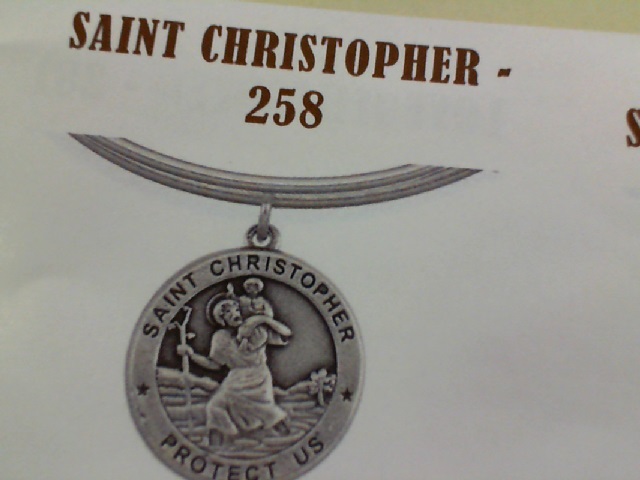 SAINT CHRISTOPHER -
258
S
SAINT CHRISTOPHER
PROTECT US